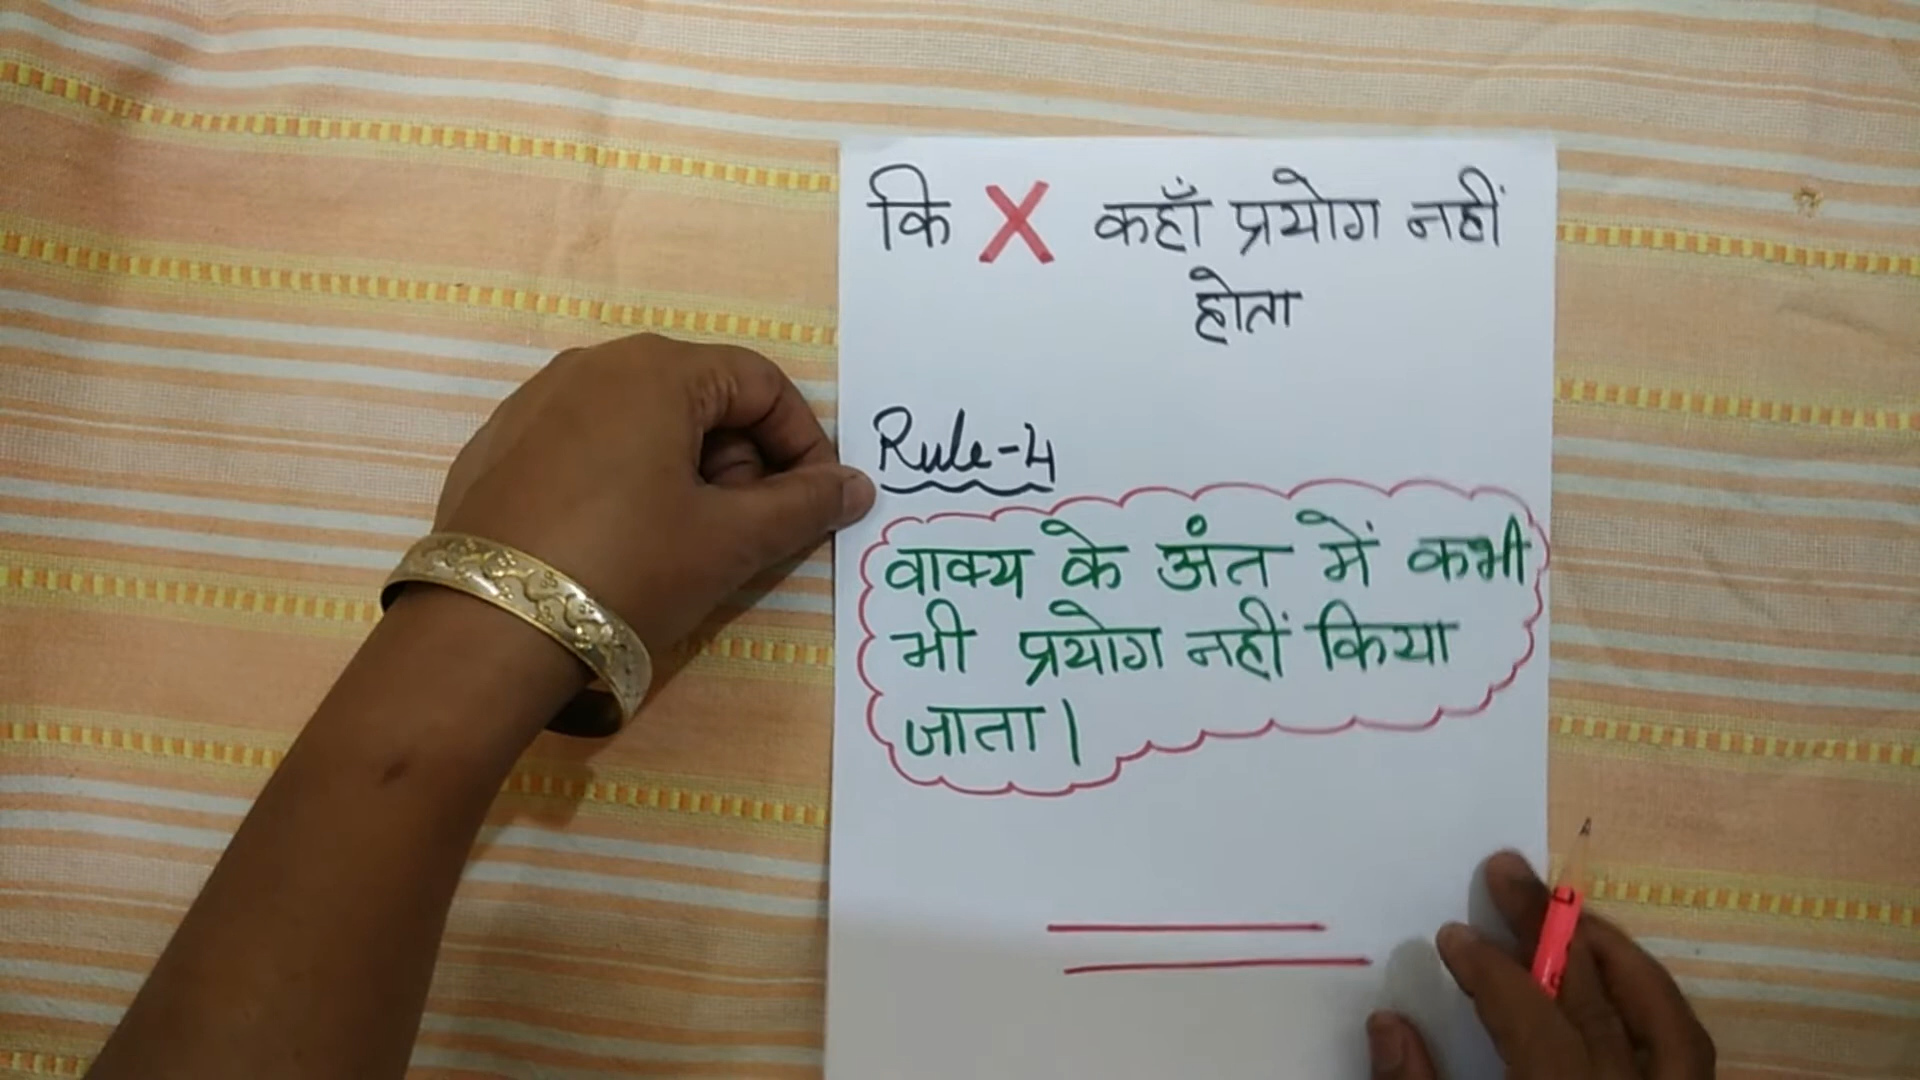 कि X कहाँ प्रयोग नहीं
होता
Rule-4
वाक्य के अंत में कभी
भी प्रयोग नहीं किया
जाता।